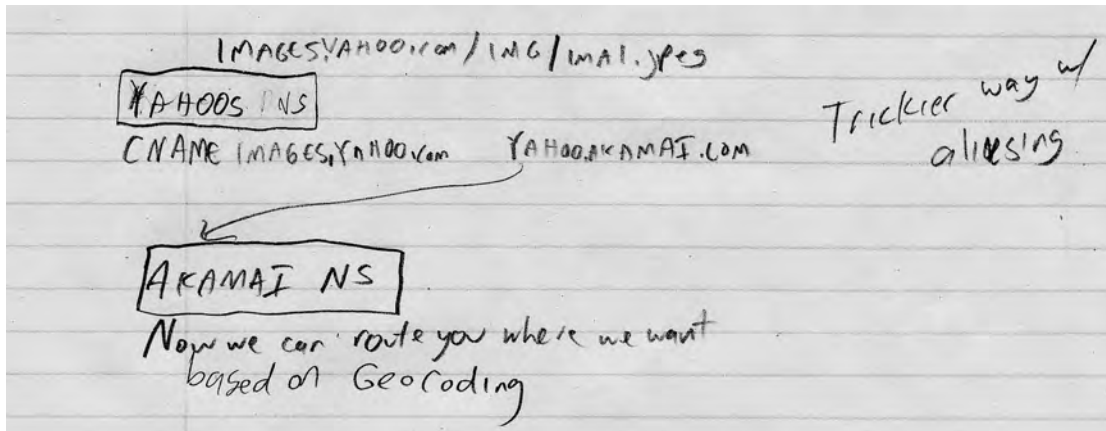 IMAGES.YAHOO.com/IMG/IMA1.jpeg
YAHOOS NS
Trickier way w/
aliasing
CNAME IMAGES.YAHOO.com YAHOO.AKAMAI.COM
AKAMAI NS
Now we can route you where we want
based on GeoCoding